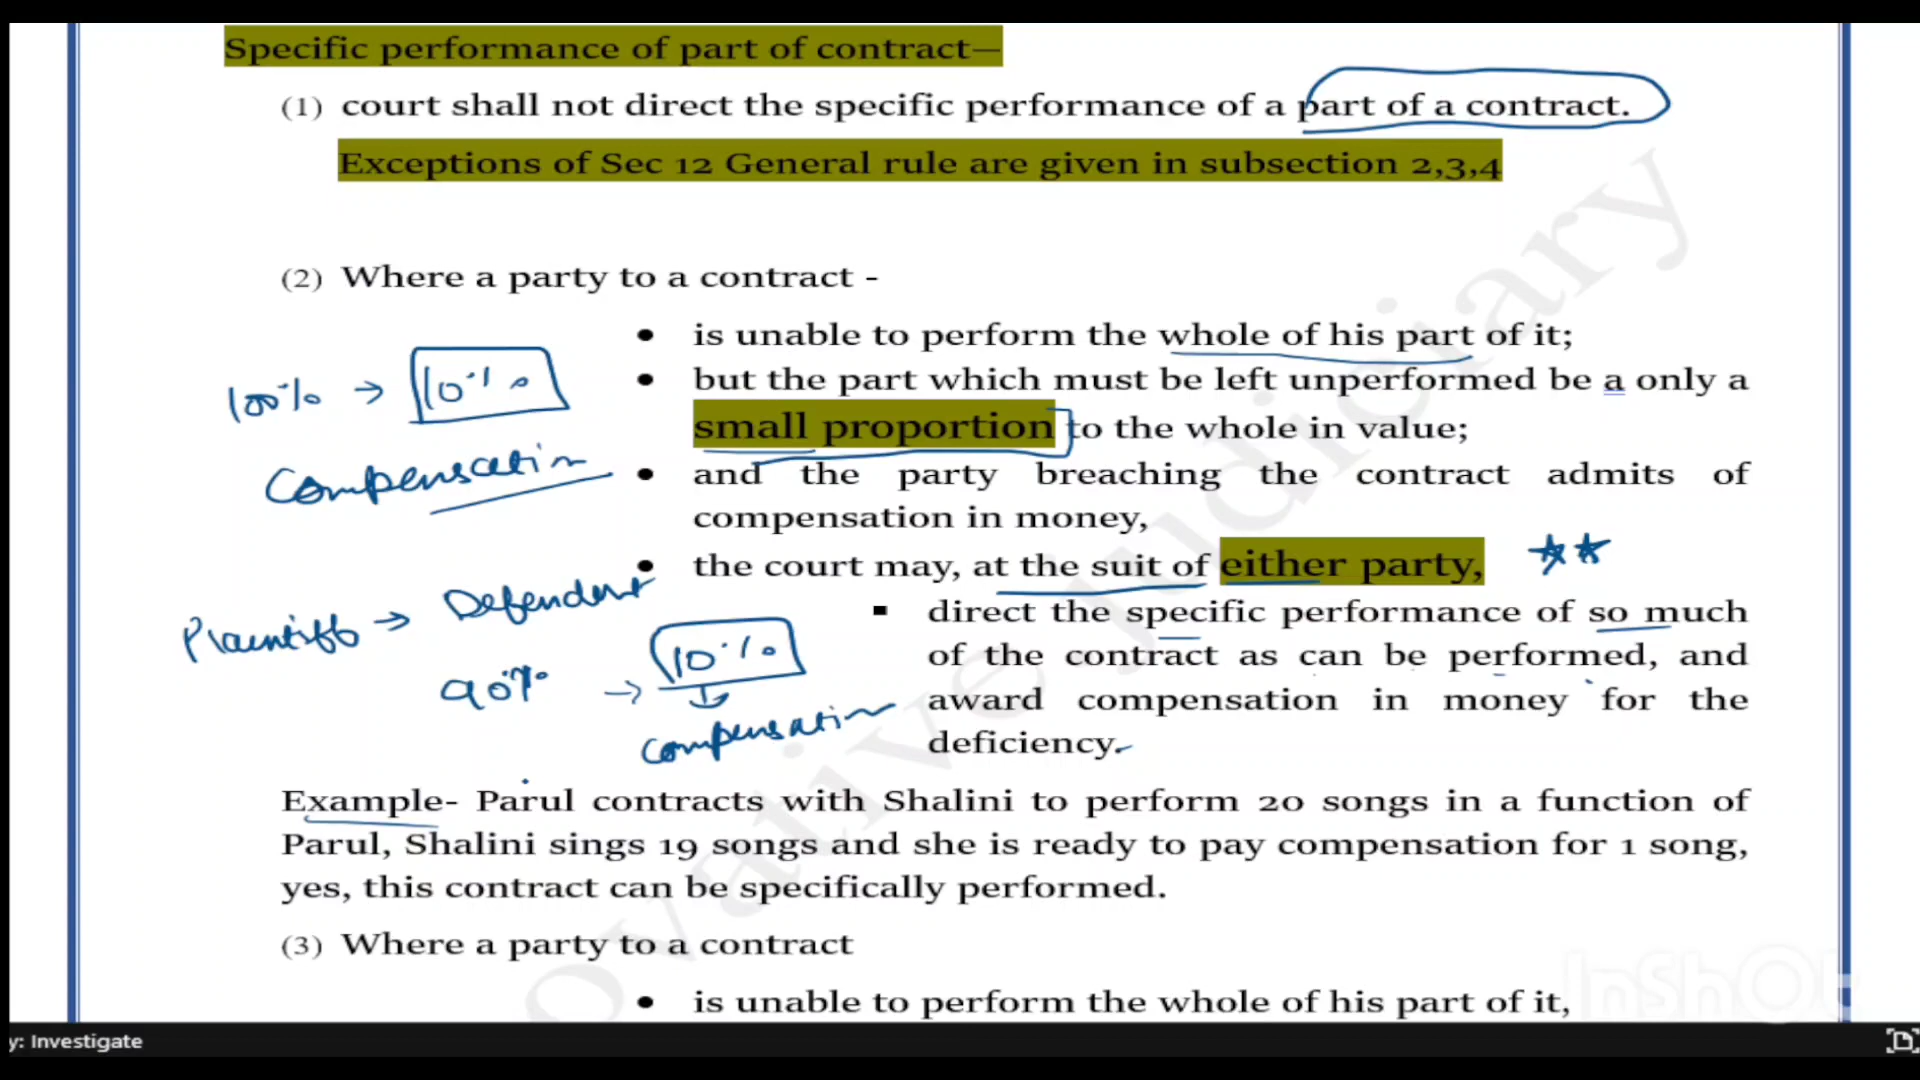 Specific performance of part of contract—
(1) court shall not direct the specific performance of a part of a contract.
Exceptions of Sec 12 General rule are given in subsection 2,3,4
(2) Where a party to a contract -
• is unable to perform the whole of his part of it;
100% → 10%
• but the part which must be left unperformed be a only a
small proportion to the whole in value;
Compensation
• and the party breaching the contract admits of
compensation in money,
• the court may, at the suit of either party,
Plaintiff → Defendent
▪ direct the specific performance of so much
of the contract as can be performed, and
90% → 10%
award compensation in money for the
compensation
deficiency.
Example- Parul contracts with Shalini to perform 20 songs in a function of
Parul, Shalini sings 19 songs and she is ready to pay compensation for 1 song,
yes, this contract can be specifically performed.
(3) Where a party to a contract
• is unable to perform the whole of his part of it,
ovative Judiciary
InShOt
y: Investigate